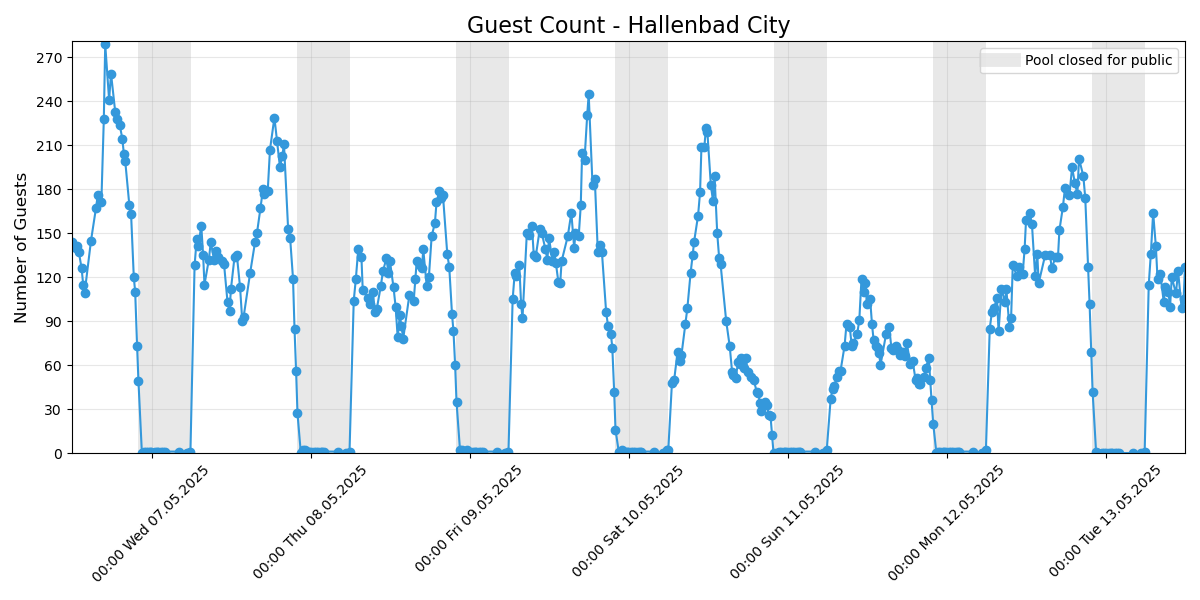 Guest Count - Hallenbad City
Pool closed for public
Number of Guests
270
240
210
180
150
120
90
60
30
0
00:00 Wed 07.05.2025
00:00 Thu 08.05.2025
00:00 Fri 09.05.2025
00:00 Sat 10.05.2025
00:00 Sun 11.05.2025
00:00 Mon 12.05.2025
00:00 Tue 13.05.2025